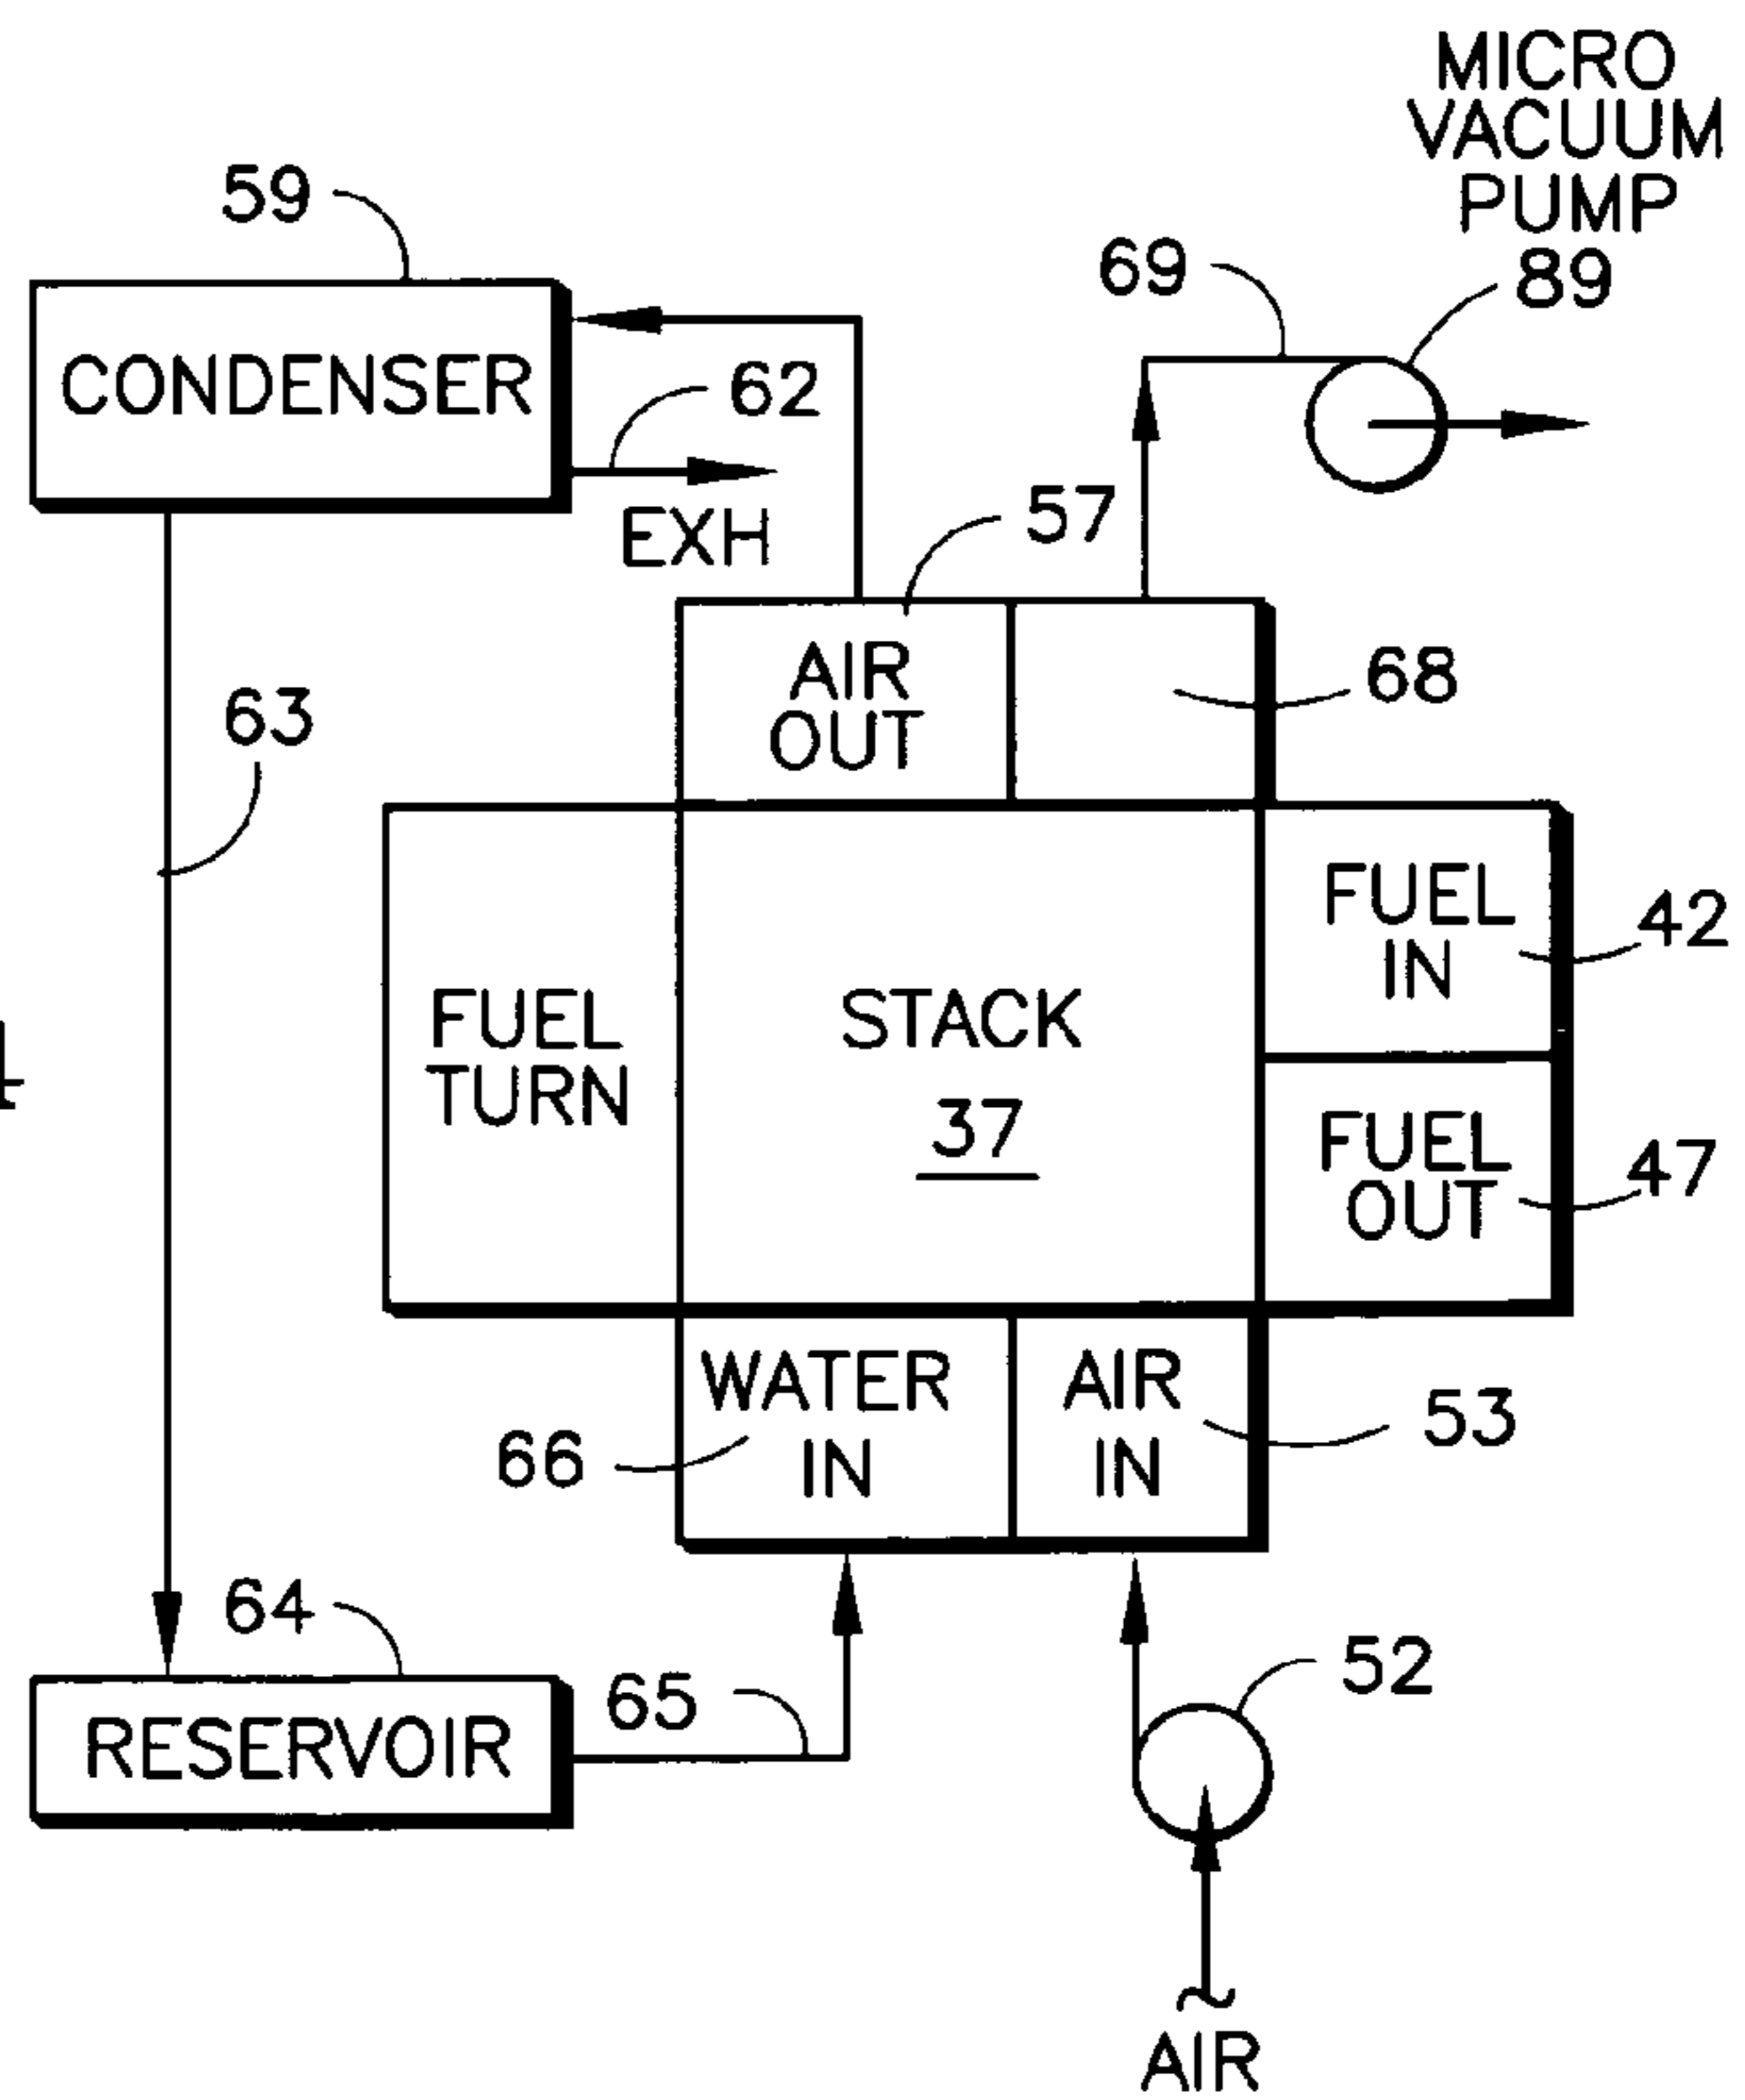 MICRO
VACUUM
PUMP
89
59
69
CONDENSER
62
EXH
57
AIR
OUT
68
63
FUEL
IN
42
FUEL
TURN
STACK
37
FUEL
OUT
47
WATER
IN
66
AIR
IN
53
64
65
52
RESERVOIR
AIR